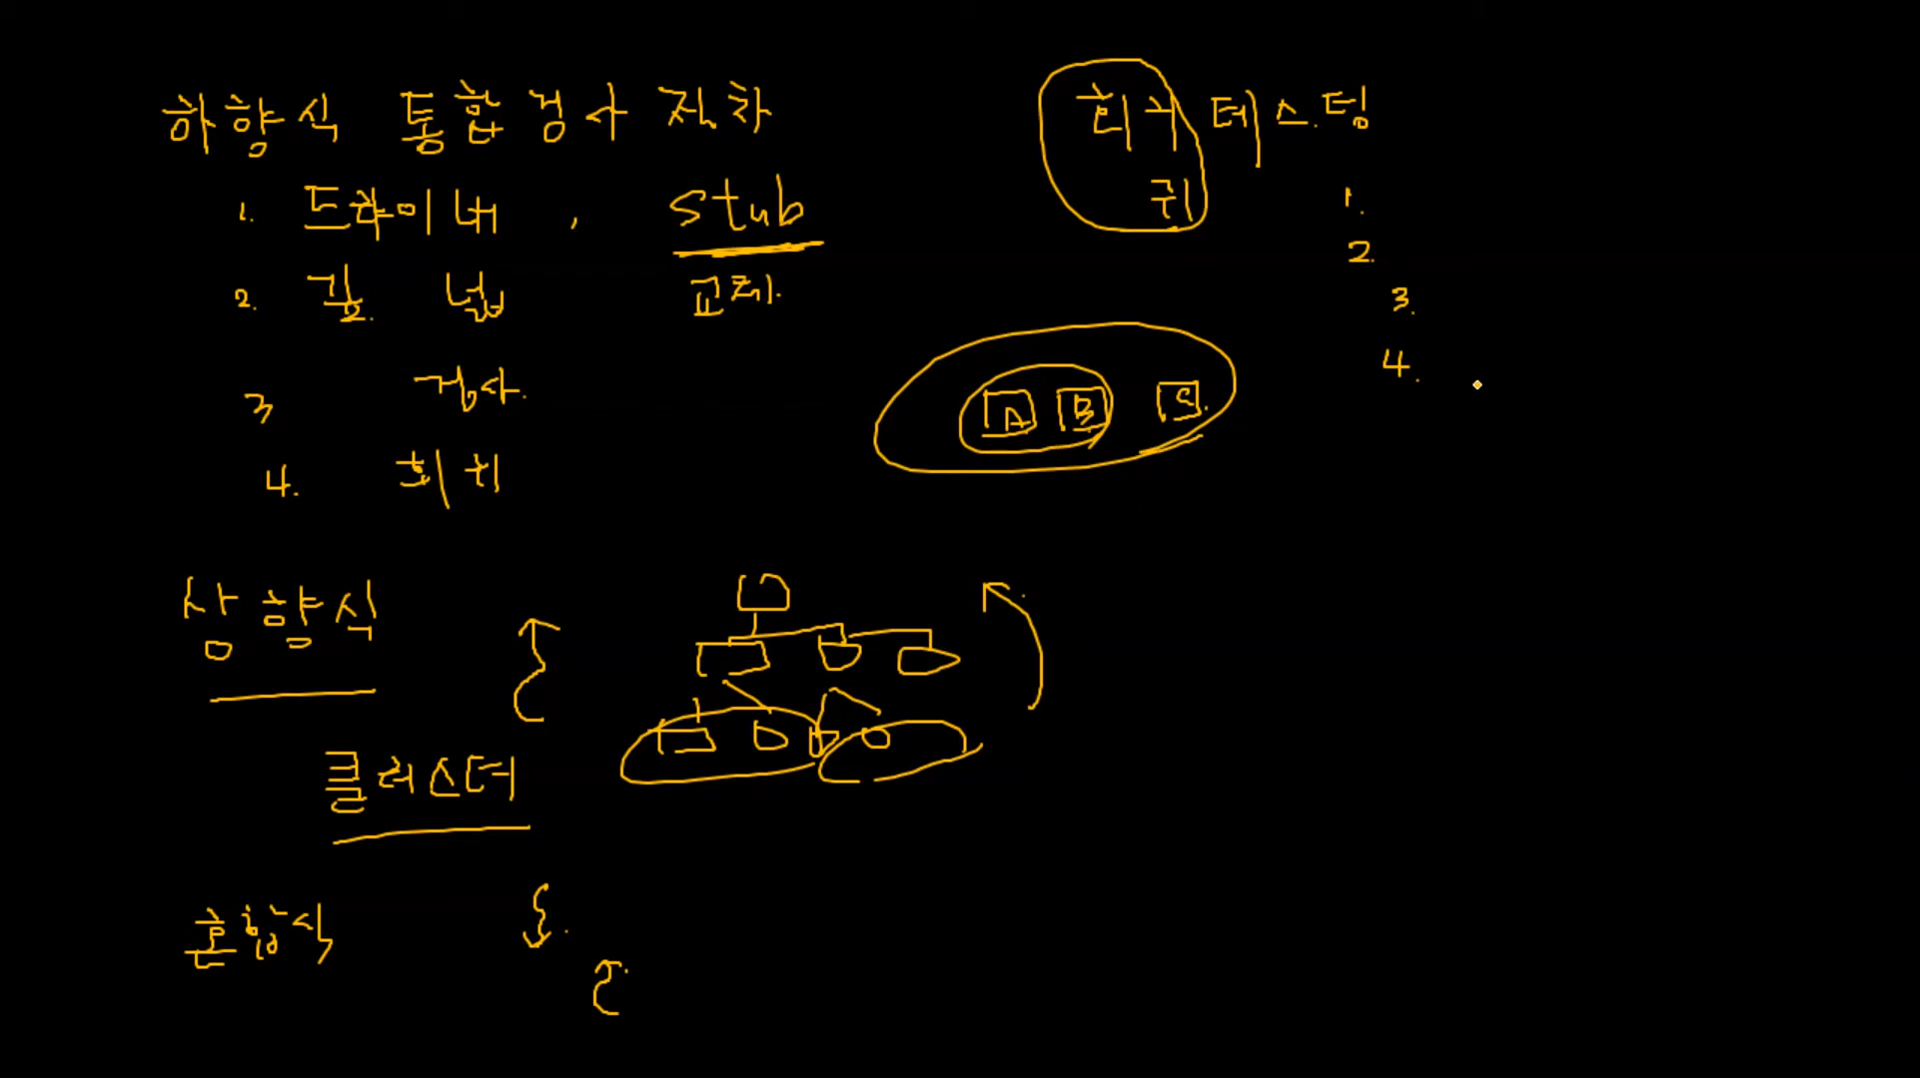 하향식 통합검사 절차
1. 드라이버, stub
2. 깊 넓 교체.
3 검사.
4. 회귀
회귀 테스팅
귀
1.
2.
3.
4.
A B C.
상향식
클러스터
혼합식